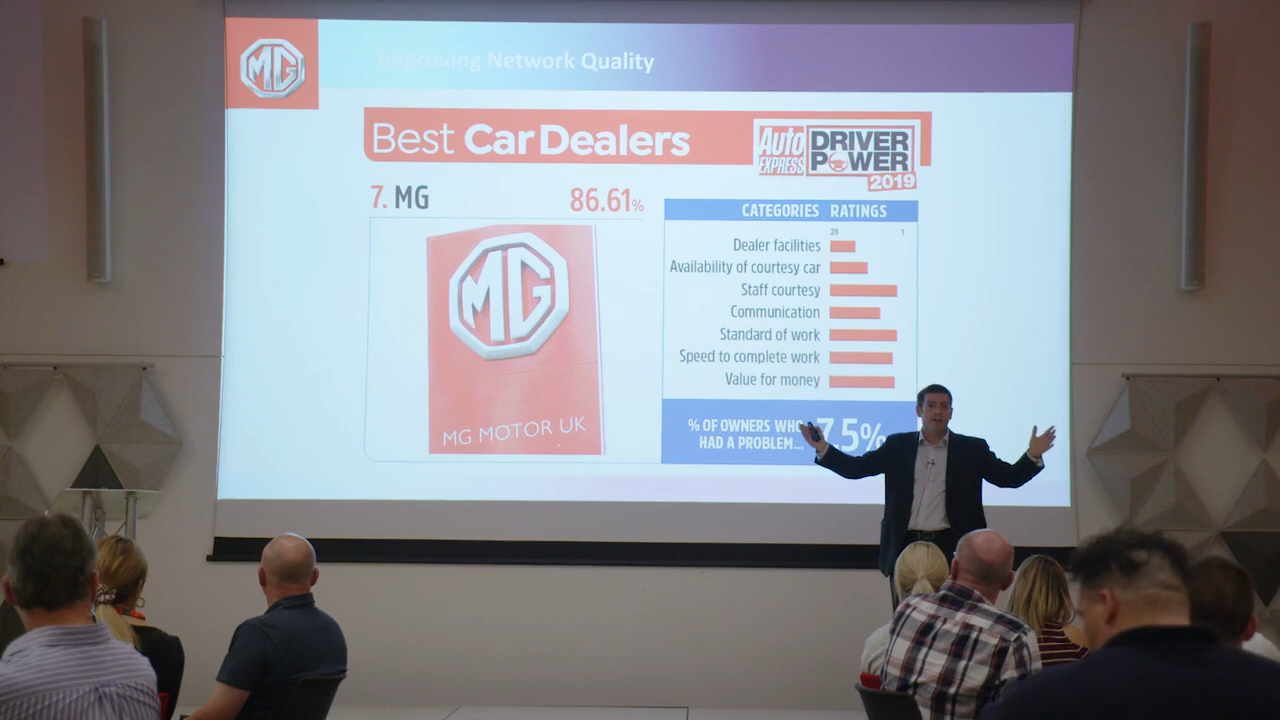 MG
Improving Network Quality
Best Car Dealers
Auto EXPRESS
DRIVER POWER
2019
7. MG
86.61%
CATEGORIES RATINGS
28 1
Dealer facilities
Availability of courtesy car
Staff courtesy
Communication
Standard of work
Speed to complete work
Value for money
MG
MG MOTOR UK
% OF OWNERS WHO
HAD A PROBLEM...
7.5%